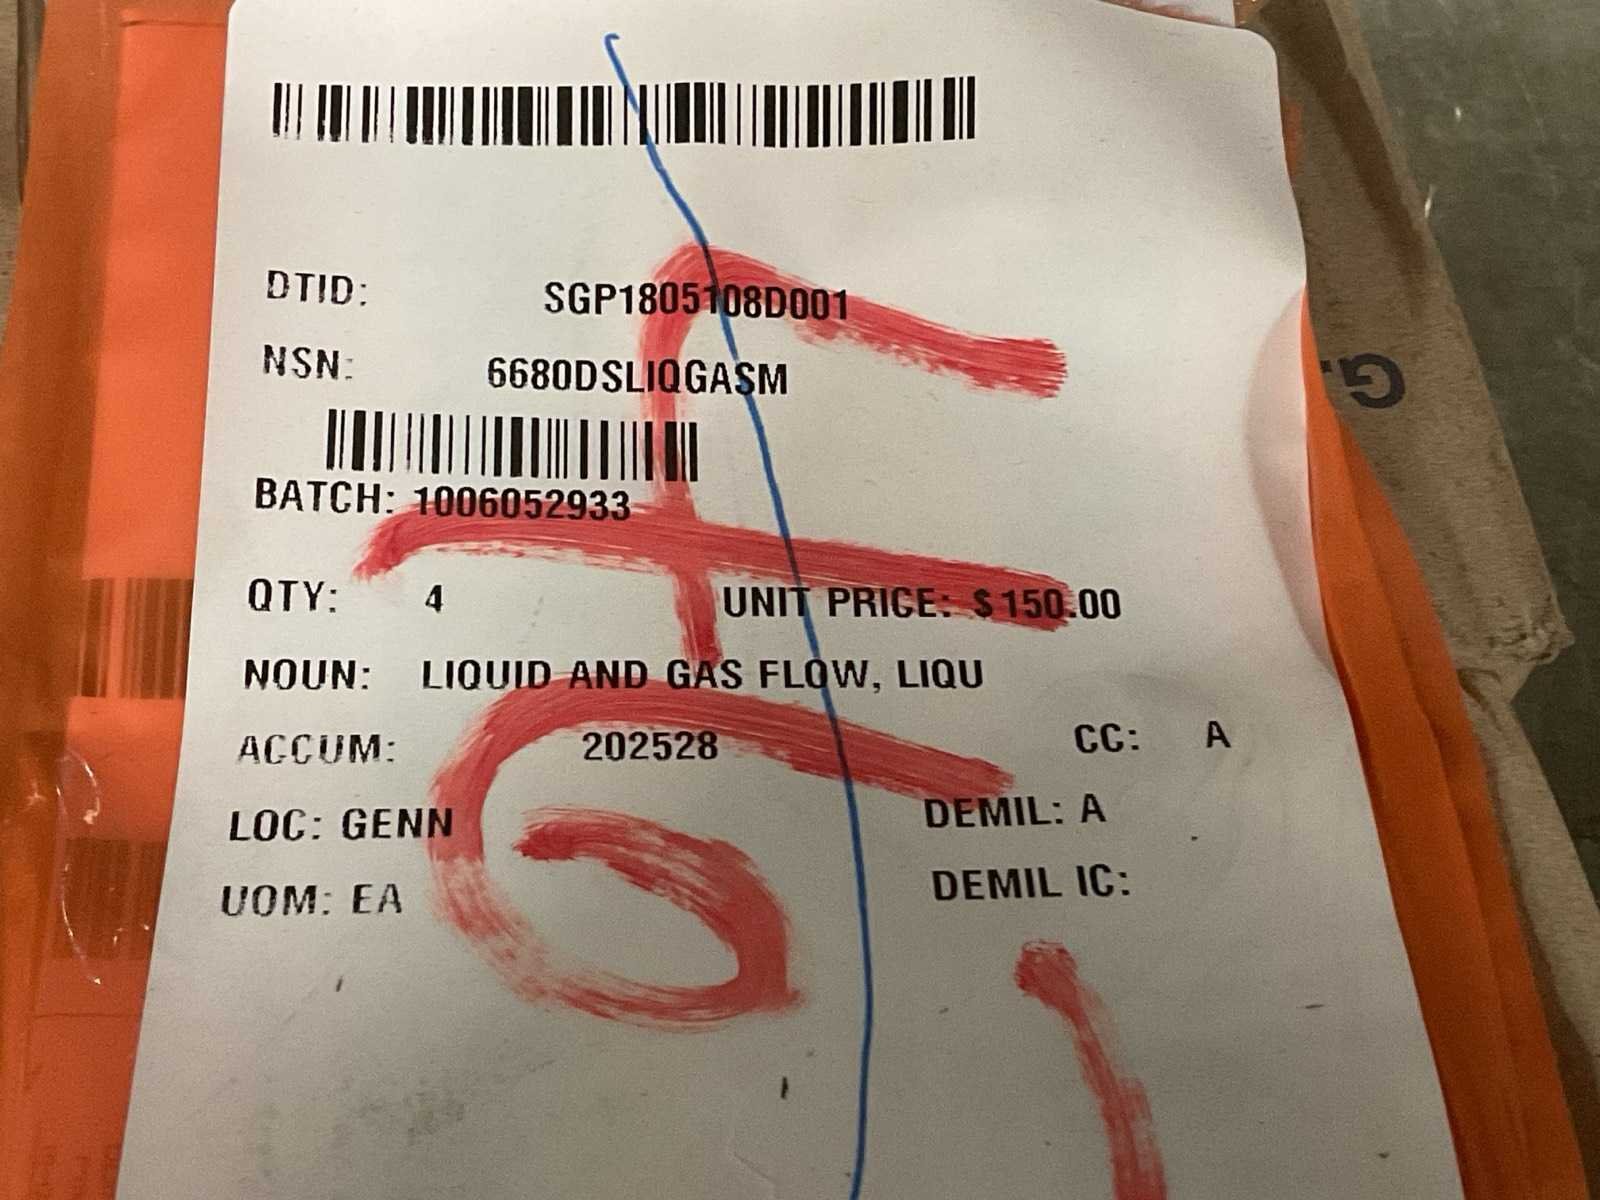 DTID: SGP1805108D001
NSN: 6680DSLIQGASM
BATCH: 1006052933
QTY: 4 UNIT PRICE: $150.00
NOUN: LIQUID AND GAS FLOW, LIQU
ACCUM: 202528 CC: A
LOC: GENN DEMIL: A
UOM: EA DEMIL IC: